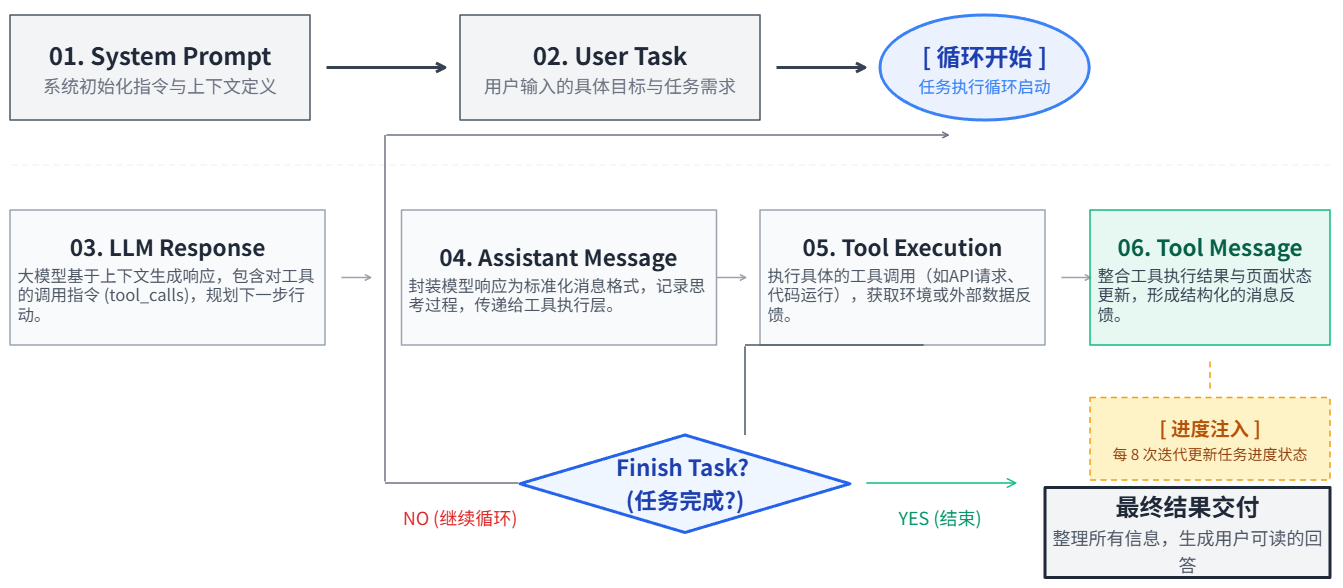 01. System Prompt
系统初始化指令与上下文定义
02. User Task
用户输入的具体目标与任务需求
[ 循环开始 ]
任务执行循环启动
03. LLM Response
大模型基于上下文生成响应，包含对工具
的调用指令 (tool_calls)，规划下一步行
动。
04. Assistant Message
封装模型响应为标准化消息格式，记录思
考过程，传递给工具执行层。
05. Tool Execution
执行具体的工具调用（如API请求、
代码运行），获取环境或外部数据反
馈。
06. Tool Message
整合工具执行结果与页面状态
更新，形成结构化的消息反
馈。
[ 进度注入 ]
每 8 次迭代更新任务进度状态
Finish Task?
(任务完成?)
NO (继续循环)
YES (结束)
最终结果交付
整理所有信息，生成用户可读的回
答